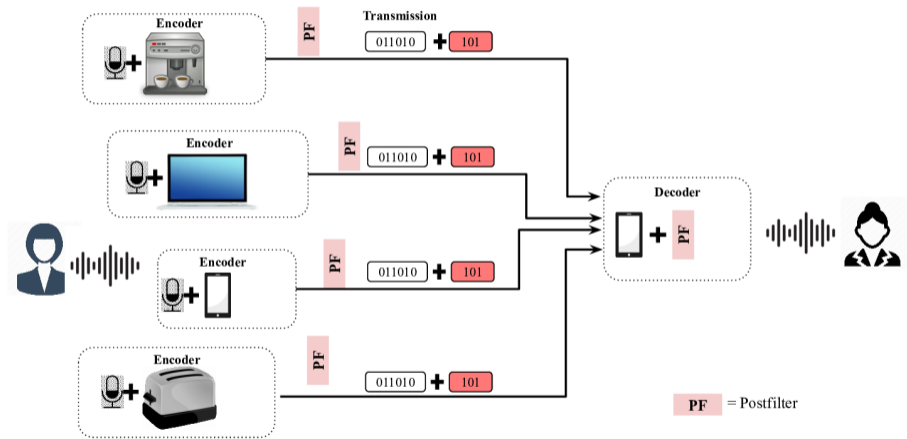 Encoder
PF
Transmission
011010 + 101
Encoder
PF
011010 + 101
Decoder
PF
Encoder
PF
011010 + 101
Encoder
PF
011010 + 101
PF = Postfilter